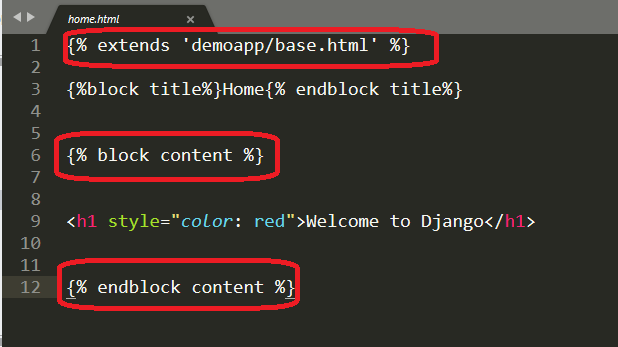 home.html
1 {% extends 'demoapp/base.html' %}
2
3 {%block title%}Home{% endblock title%}
4
5
6 {% block content %}
7
8
9 <h1 style="color: red">Welcome to Django</h1>
10
11
12 {% endblock content %}